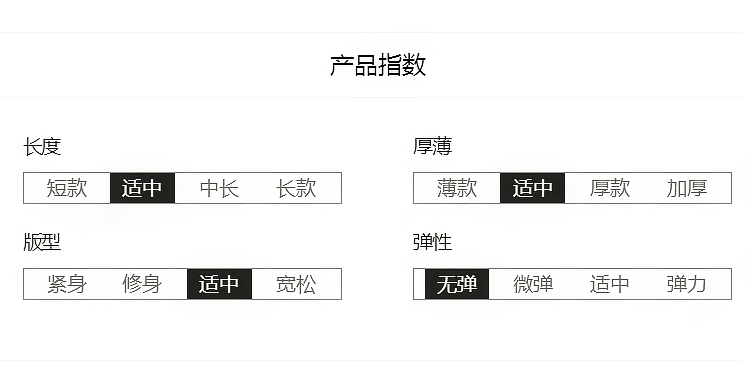 产品指数
长度
短款 适中 中长 长款
厚薄
薄款 适中 厚款 加厚
版型
紧身 修身 适中 宽松
弹性
无弹 微弹 适中 弹力